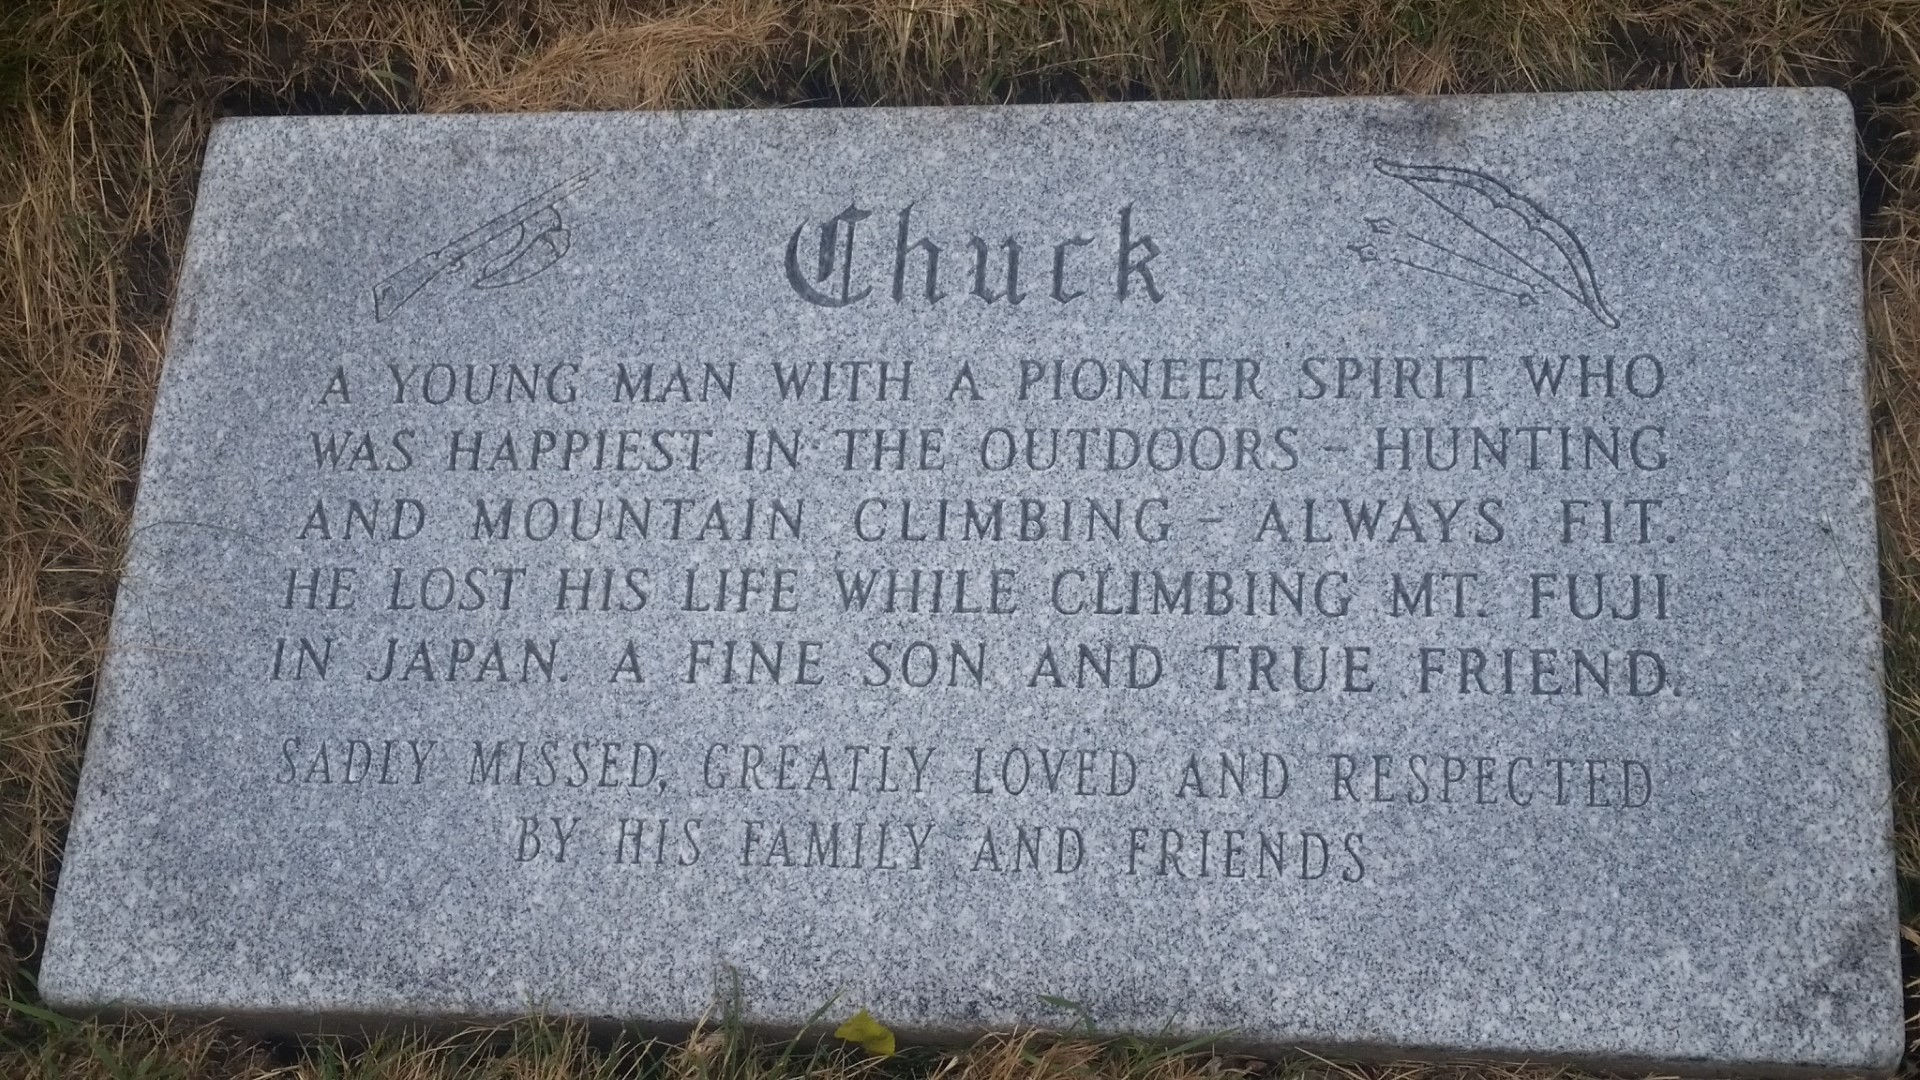 Chuck
A YOUNG MAN WITH A PIONEER SPIRIT WHO
WAS HAPPIEST IN THE OUTDOORS - HUNTING
AND MOUNTAIN CLIMBING - ALWAYS FIT.
HE LOST HIS LIFE WHILE CLIMBING MT. FUJI
IN JAPAN. A FINE SON AND TRUE FRIEND.
SADLY MISSED, GREATLY LOVED AND RESPECTED
BY HIS FAMILY AND FRIENDS